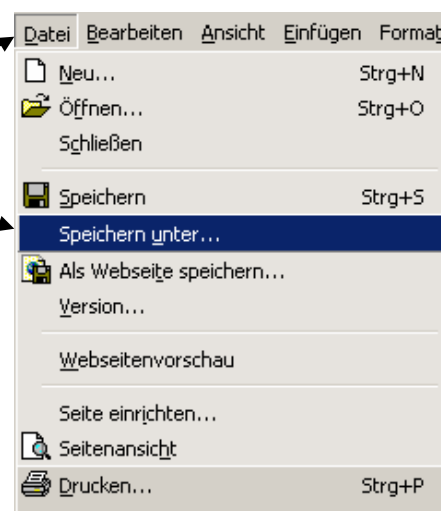 Datei Bearbeiten Ansicht Einfügen Format
Neu... Strg+N
Öffnen... Strg+O
Schließen
Speichern Strg+S
Speichern unter...
Als Webseite speichern...
Version...
Webseitenvorschau
Seite einrichten...
Seitenansicht
Drucken... Strg+P